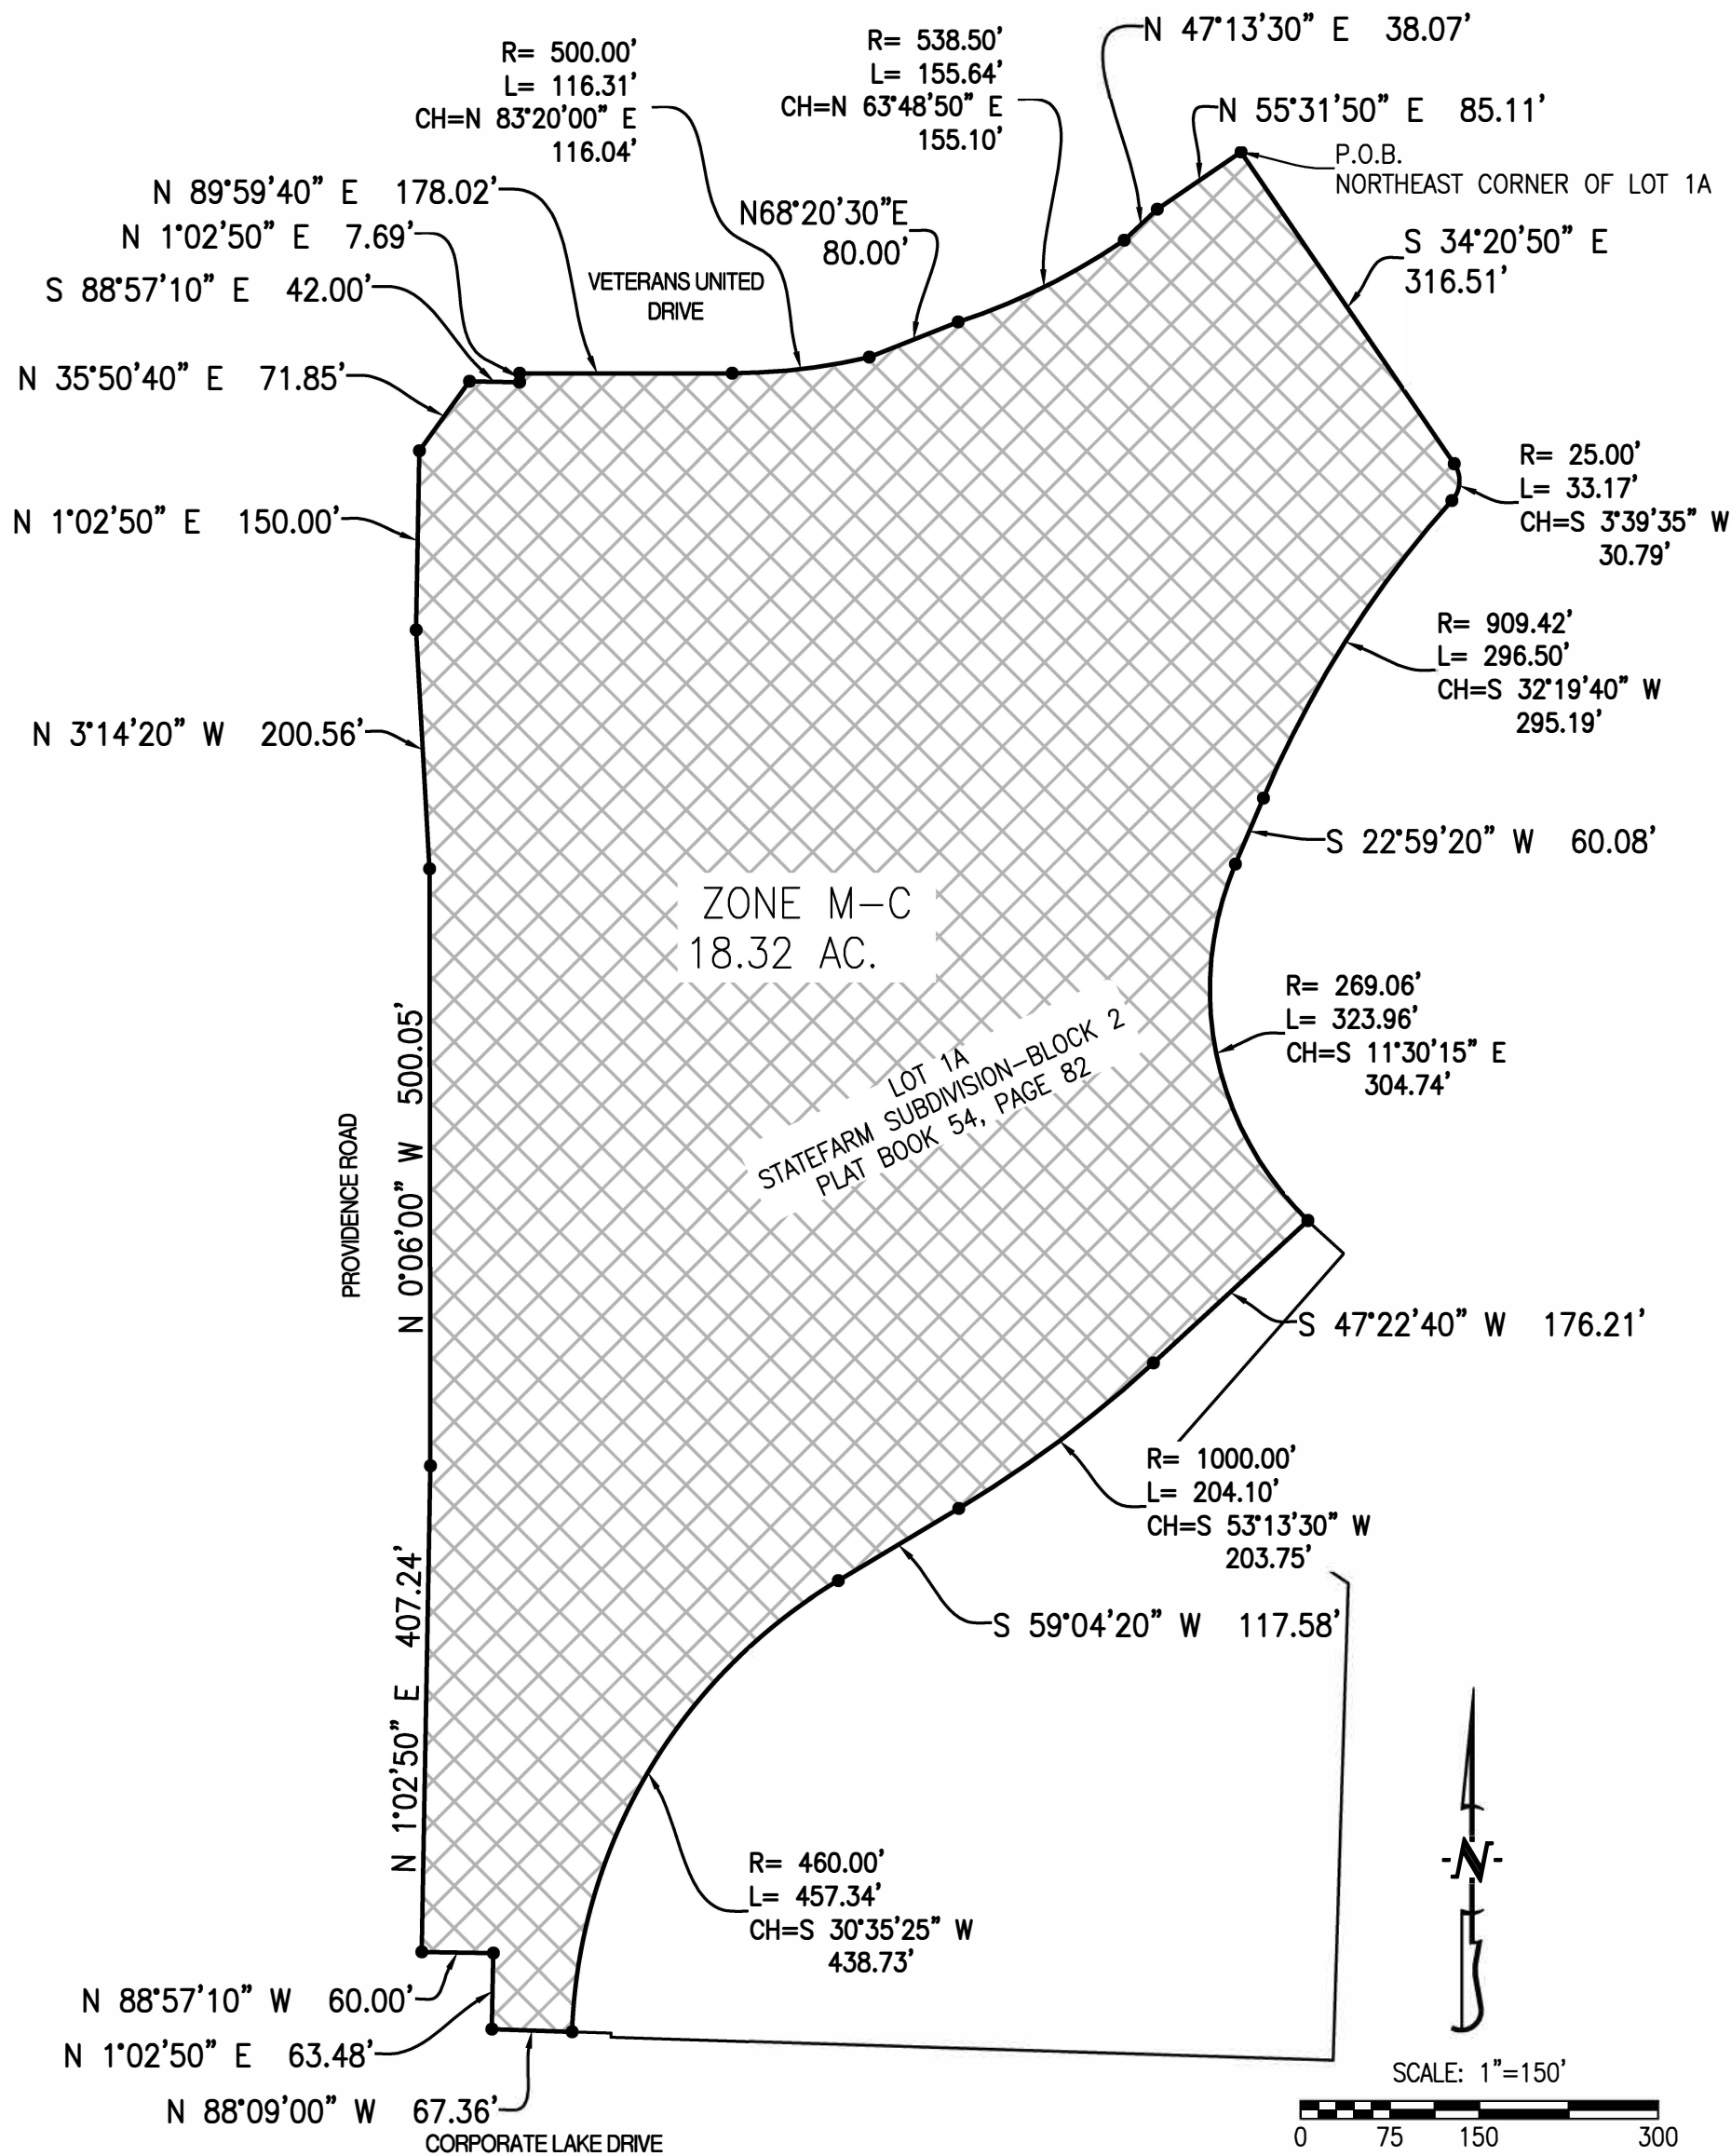 N 47°13'30" E 38.07'
R= 500.00'
L= 116.31'
CH=N 83°20'00" E
116.04'
R= 538.50'
L= 155.64'
CH=N 63°48'50" E
155.10'
N 55°31'50" E 85.11'
P.O.B.
NORTHEAST CORNER OF LOT 1A
N 89°59'40" E 178.02'
N 1°02'50" E 7.69'
S 88°57'10" E 42.00'
N68°20'30"E
80.00'
VETERANS UNITED
DRIVE
S 34°20'50" E
316.51'
N 35°50'40" E 71.85'
R= 25.00'
L= 33.17'
CH=S 3°39'35" W
30.79'
N 1°02'50" E 150.00'
R= 909.42'
L= 296.50'
CH=S 32°19'40" W
295.19'
N 3°14'20" W 200.56'
S 22°59'20" W 60.08'
ZONE M-C
18.32 AC.
R= 269.06'
L= 323.96'
CH=S 11°30'15" E
304.74'
LOT 1A
STATEFARM SUBDIVISION-BLOCK 2
PLAT BOOK 54, PAGE 82
PROVIDENCE ROAD
N 0°06'00" W 500.05'
S 47°22'40" W 176.21'
R= 1000.00'
L= 204.10'
CH=S 53°13'30" W
203.75'
S 59°04'20" W 117.58'
N 1°02'50" E 407.24'
R= 460.00'
L= 457.34'
CH=S 30°35'25" W
438.73'
-N-
N 88°57'10" W 60.00'
N 1°02'50" E 63.48'
N 88°09'00" W 67.36'
CORPORATE LAKE DRIVE
SCALE: 1"=150'
0 75 150 300